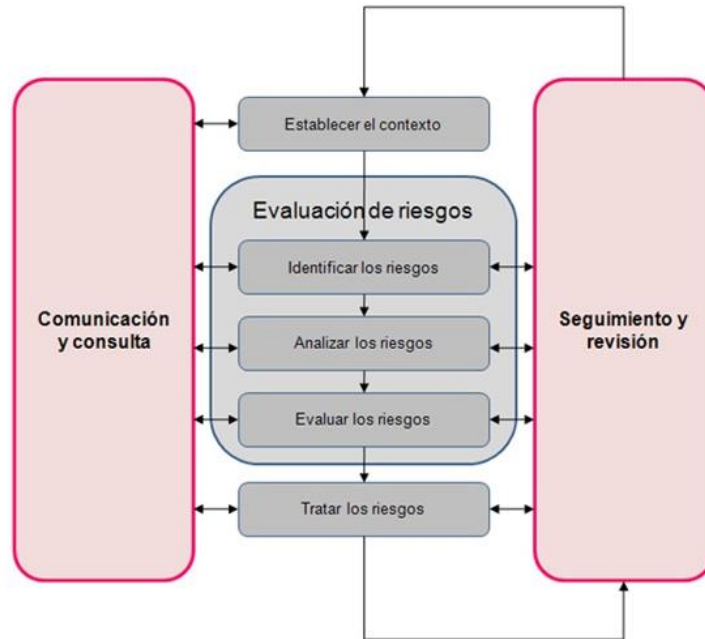 Establecer el contexto
Evaluación de riesgos
Identificar los riesgos
Comunicación
y consulta
Analizar los riesgos
Seguimiento y
revisión
Evaluar los riesgos
Tratar los riesgos